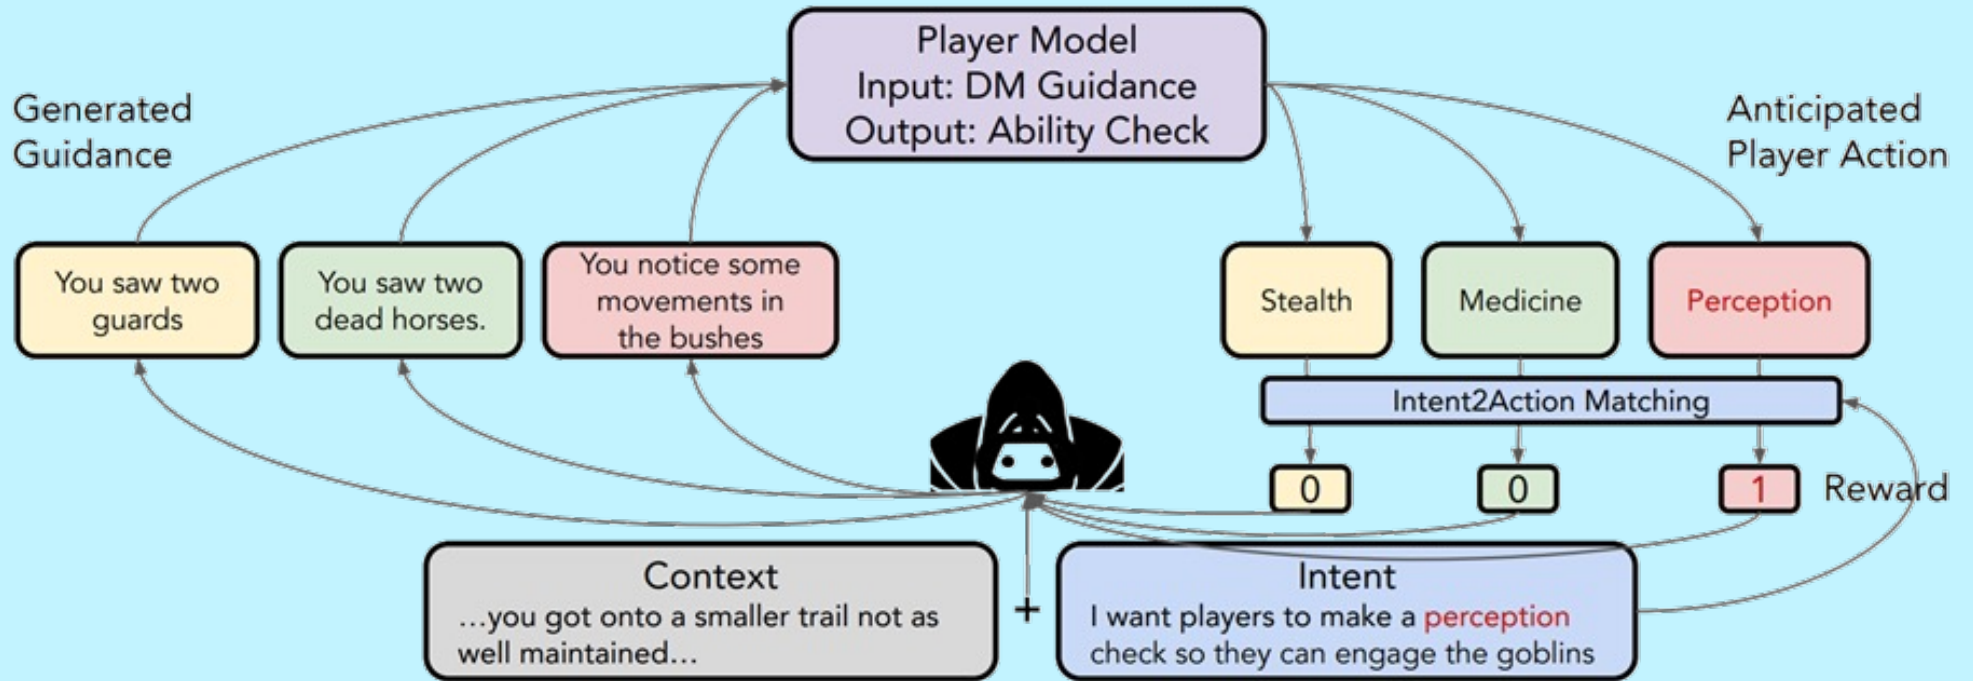 Player Model
Input: DM Guidance
Output: Ability Check
Generated
Guidance
Anticipated
Player Action
You saw two
guards
You saw two
dead horses.
You notice some
movements in
the bushes
Stealth
Medicine
Perception
Intent2Action Matching
0
0
1
Reward
Context
...you got onto a smaller trail not as
well maintained...
+
Intent
I want players to make a perception
check so they can engage the goblins